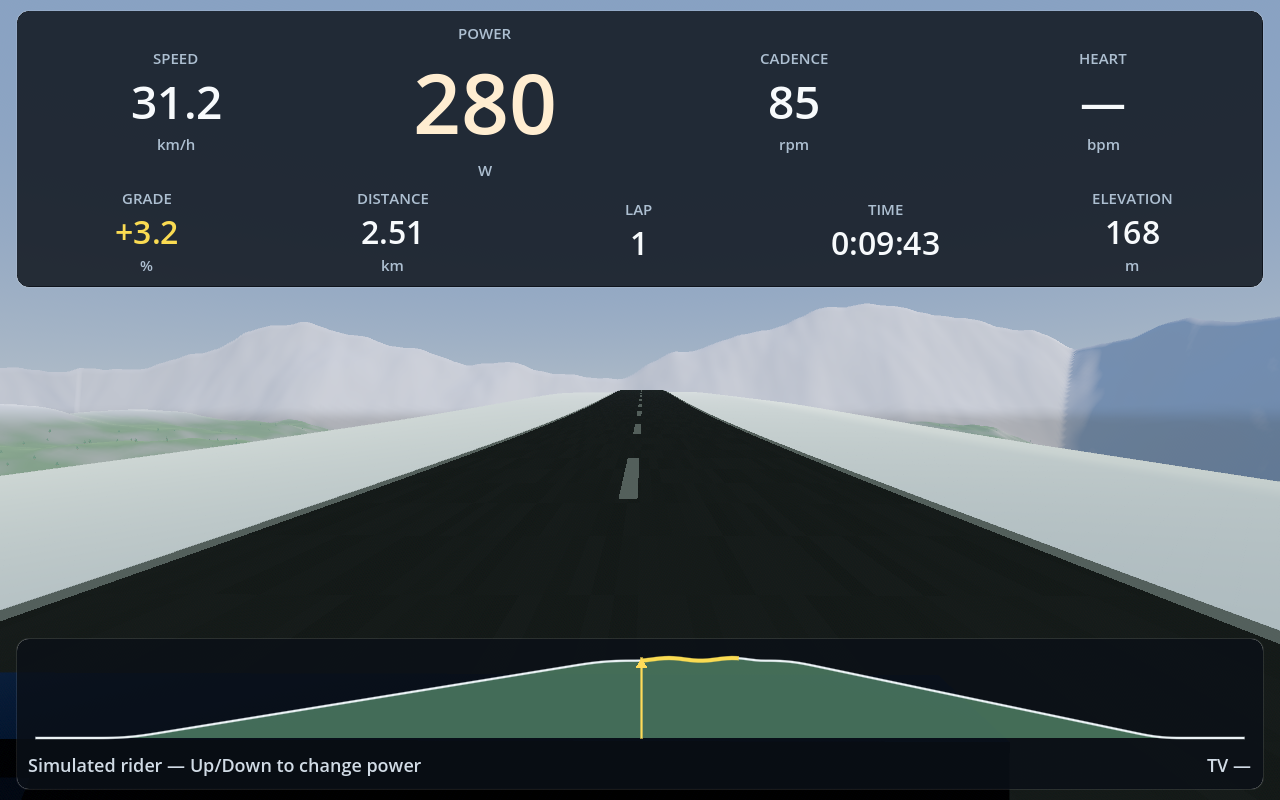 SPEED
31.2
km/h
POWER
280
W
CADENCE
85
rpm
HEART
—
bpm
GRADE
+3.2
%
DISTANCE
2.51
km
LAP
1
TIME
0:09:43
ELEVATION
168
m
Simulated rider — Up/Down to change power
TV —